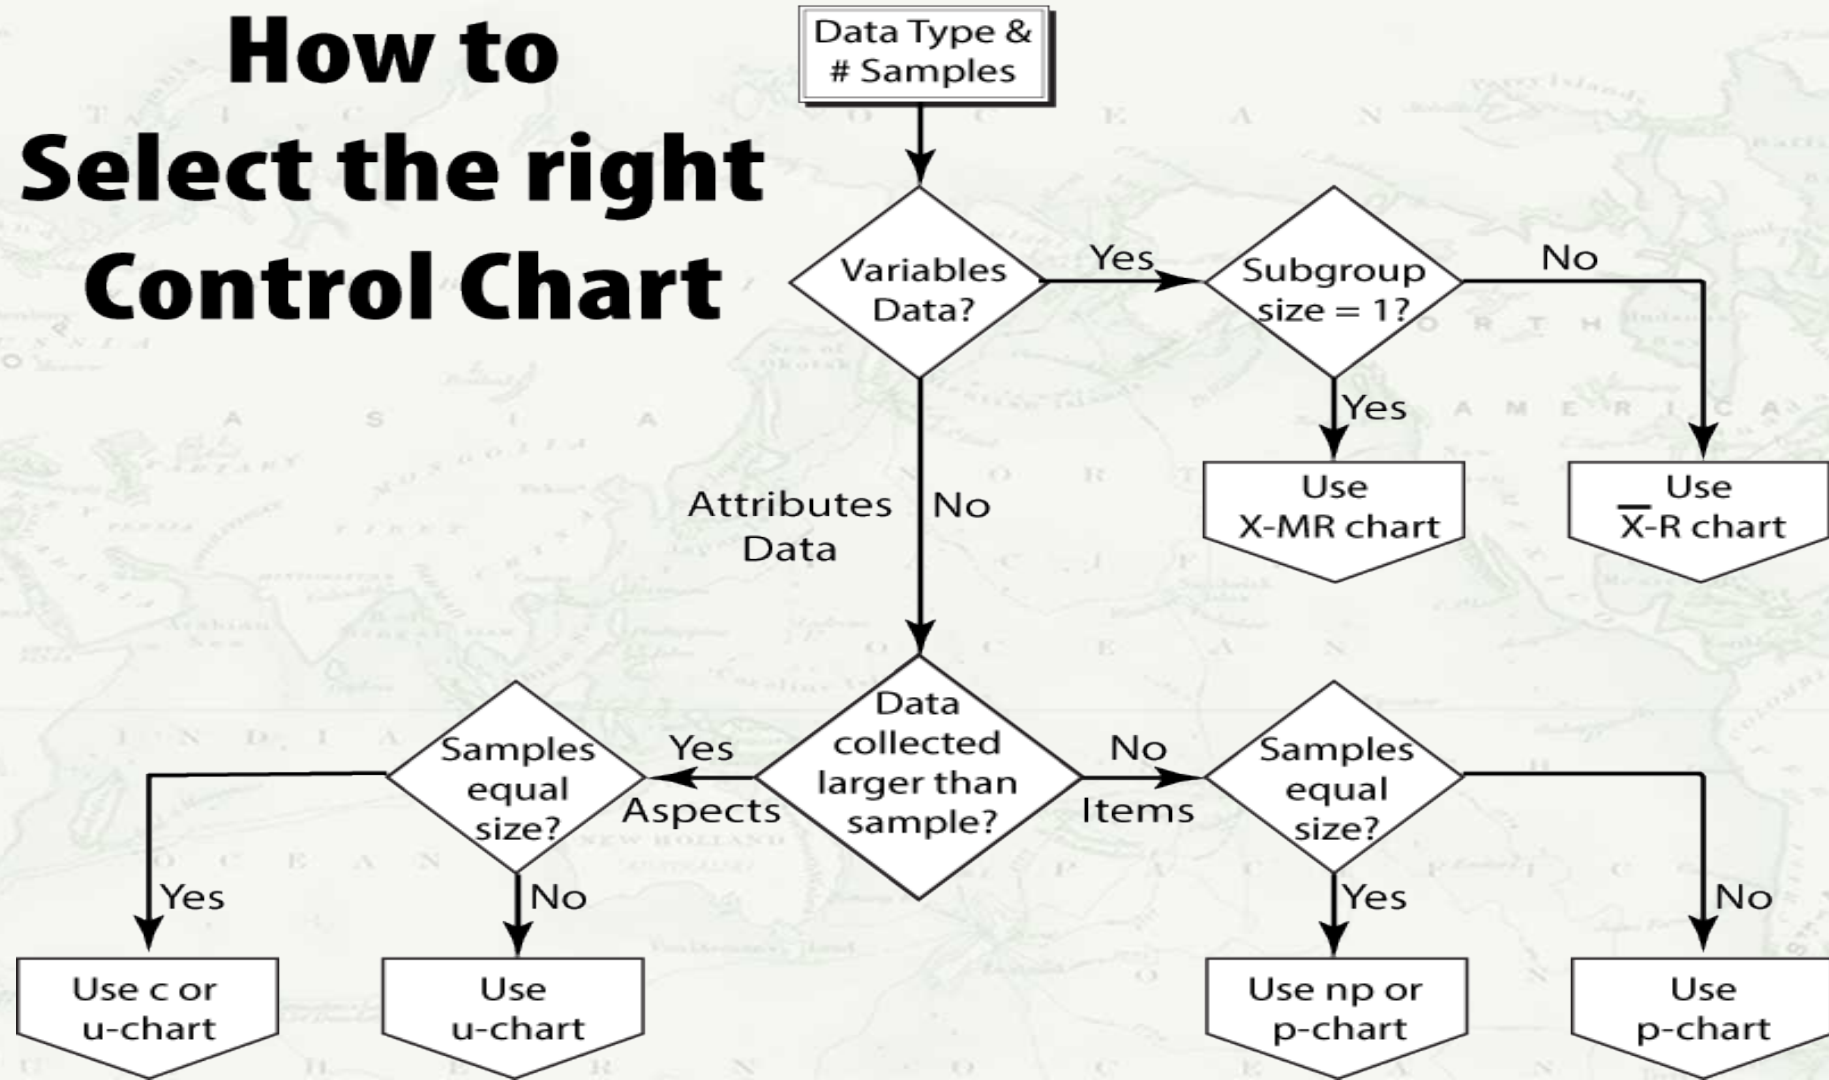 How to
Select the right
Control Chart
Data Type &
# Samples
Variables
Data?
Yes
Subgroup
size = 1?
No
Yes
Use
X-MR chart
Use
X̅-R chart
Attributes
Data
No
Data
collected
larger than
sample?
Yes
Aspects
Samples
equal
size?
Yes
Use c or
u-chart
No
Use
u-chart
No
Items
Samples
equal
size?
Yes
Use np or
p-chart
No
Use
p-chart